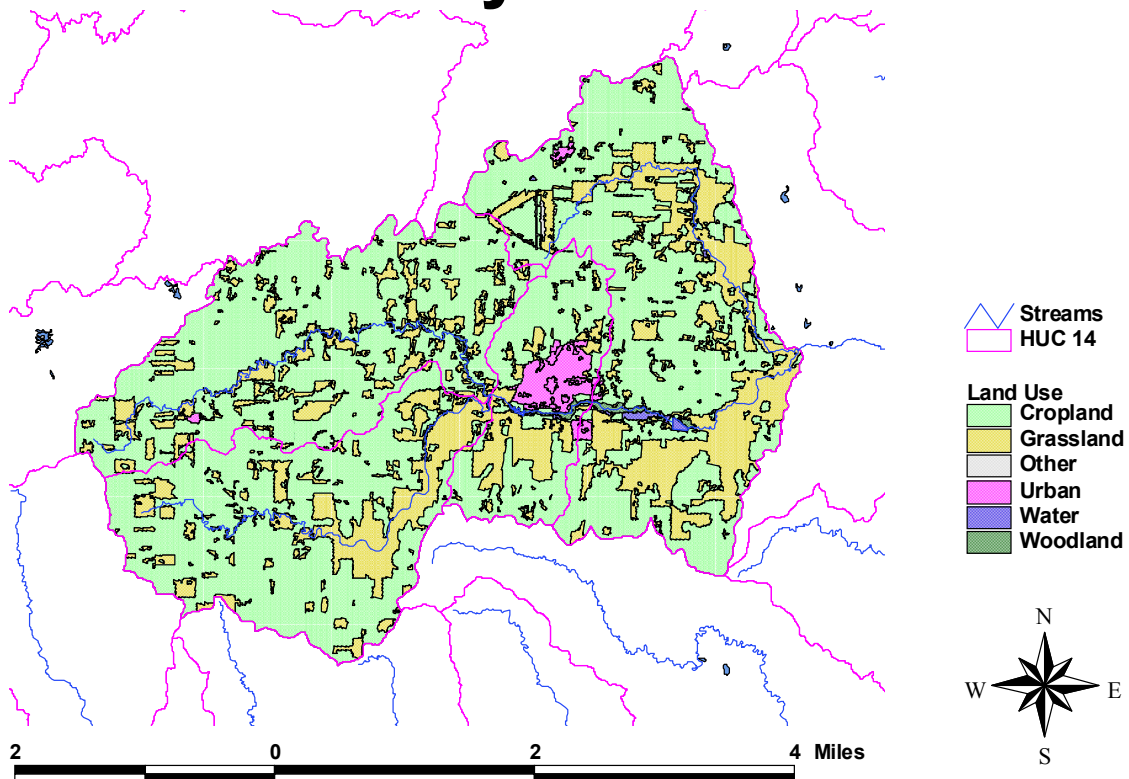 Streams
HUC 14
Land Use
Cropland
Grassland
Other
Urban
Water
Woodland
N
W E
S
2 0 2 4 Miles